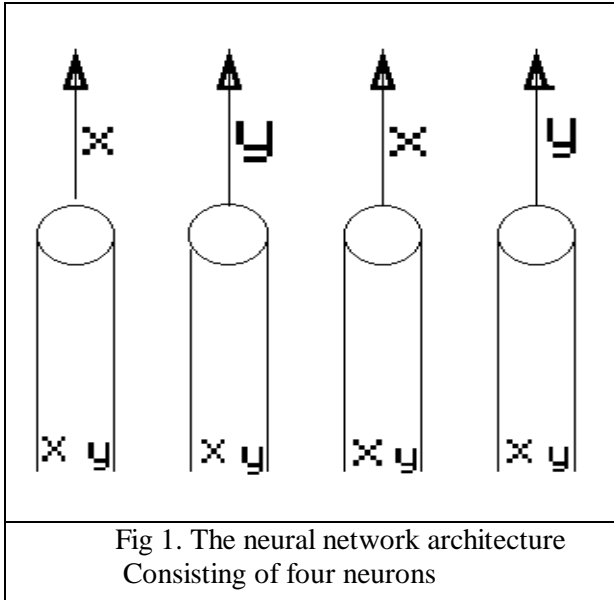 x y x y
x y x y x y x y
Fig 1. The neural network architecture
Consisting of four neurons